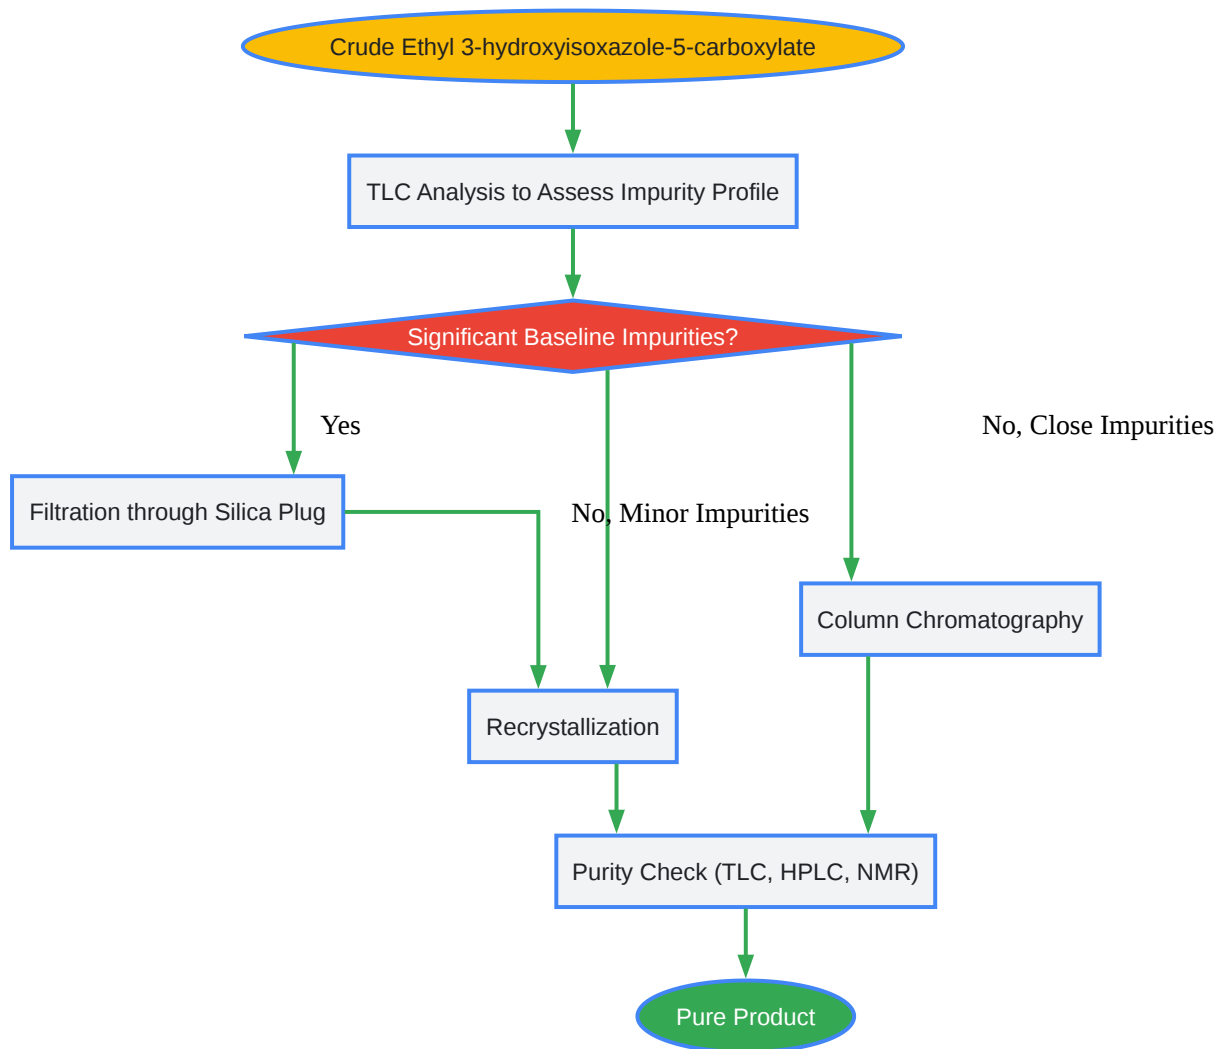 Crude Ethyl 3-hydroxyisoxazole-5-carboxylate
TLC Analysis to Assess Impurity Profile
Significant Baseline Impurities?
Yes
No, Close Impurities
Filtration through Silica Plug
No, Minor Impurities
Column Chromatography
Recrystallization
Purity Check (TLC, HPLC, NMR)
Pure Product